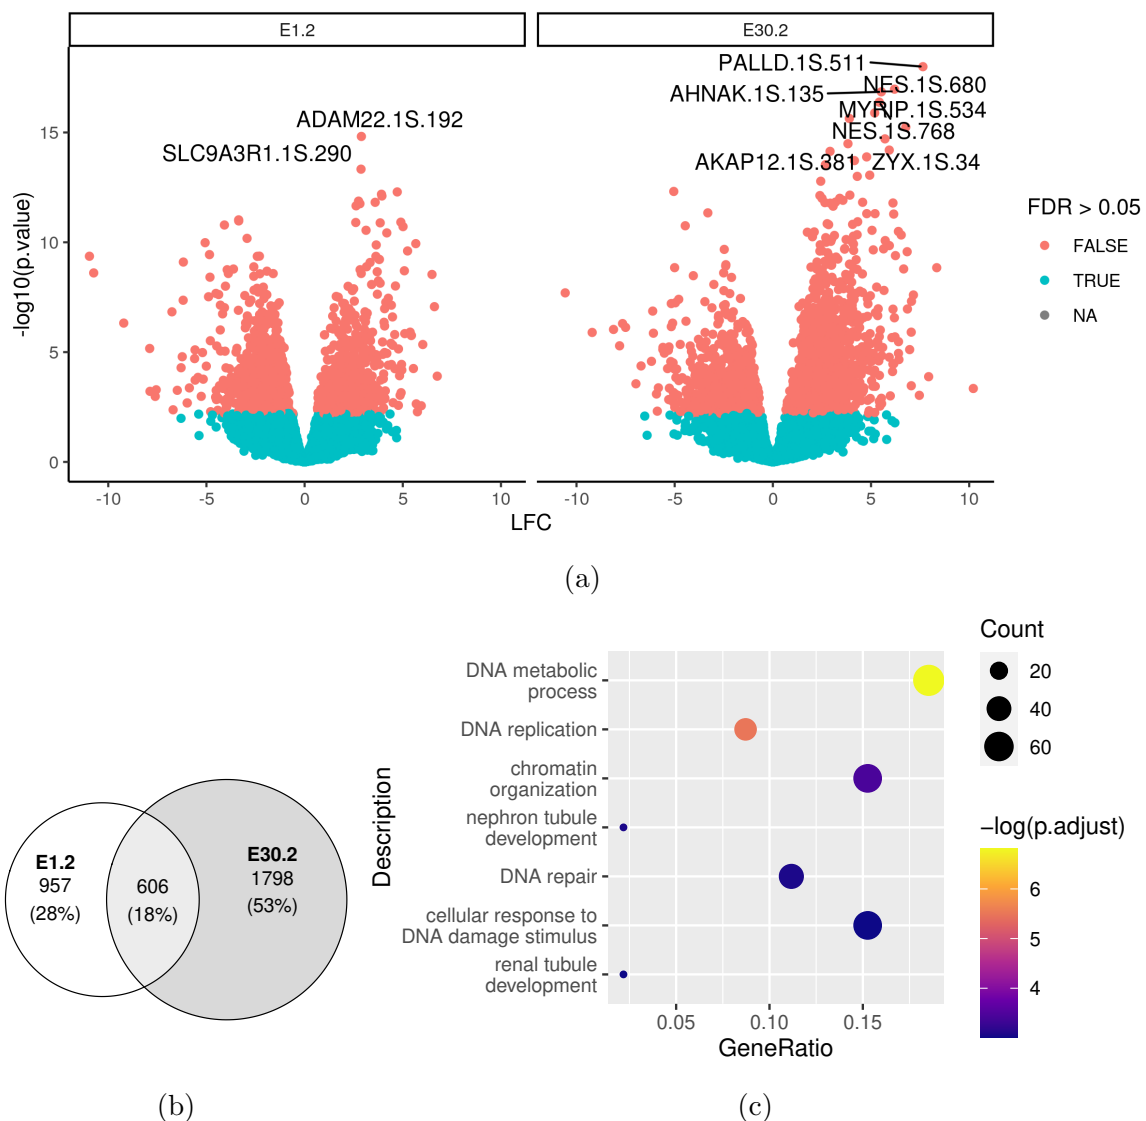 E1.2
E30.2
PALLD.1S.511
NES.1S.680
AHNAK.1S.135
MYRIP.1S.534
ADAM22.1S.192
NES.1S.768
SLC9A3R1.1S.290
AKAP12.1S.381
ZYX.1S.34
-log10(p.value)
15
10
5
0
-10
-5
0
5
10
-10
-5
0
5
10
LFC
FDR > 0.05
FALSE
TRUE
NA
(a)
E1.2
957
(28%)
606
(18%)
E30.2
1798
(53%)
(b)
Description
DNA metabolic
process
DNA replication
chromatin
organization
nephron tubule
development
DNA repair
cellular response to
DNA damage stimulus
renal tubule
development
0.05
0.10
0.15
GeneRatio
Count
20
40
60
−log(p.adjust)
6
5
4
(c)